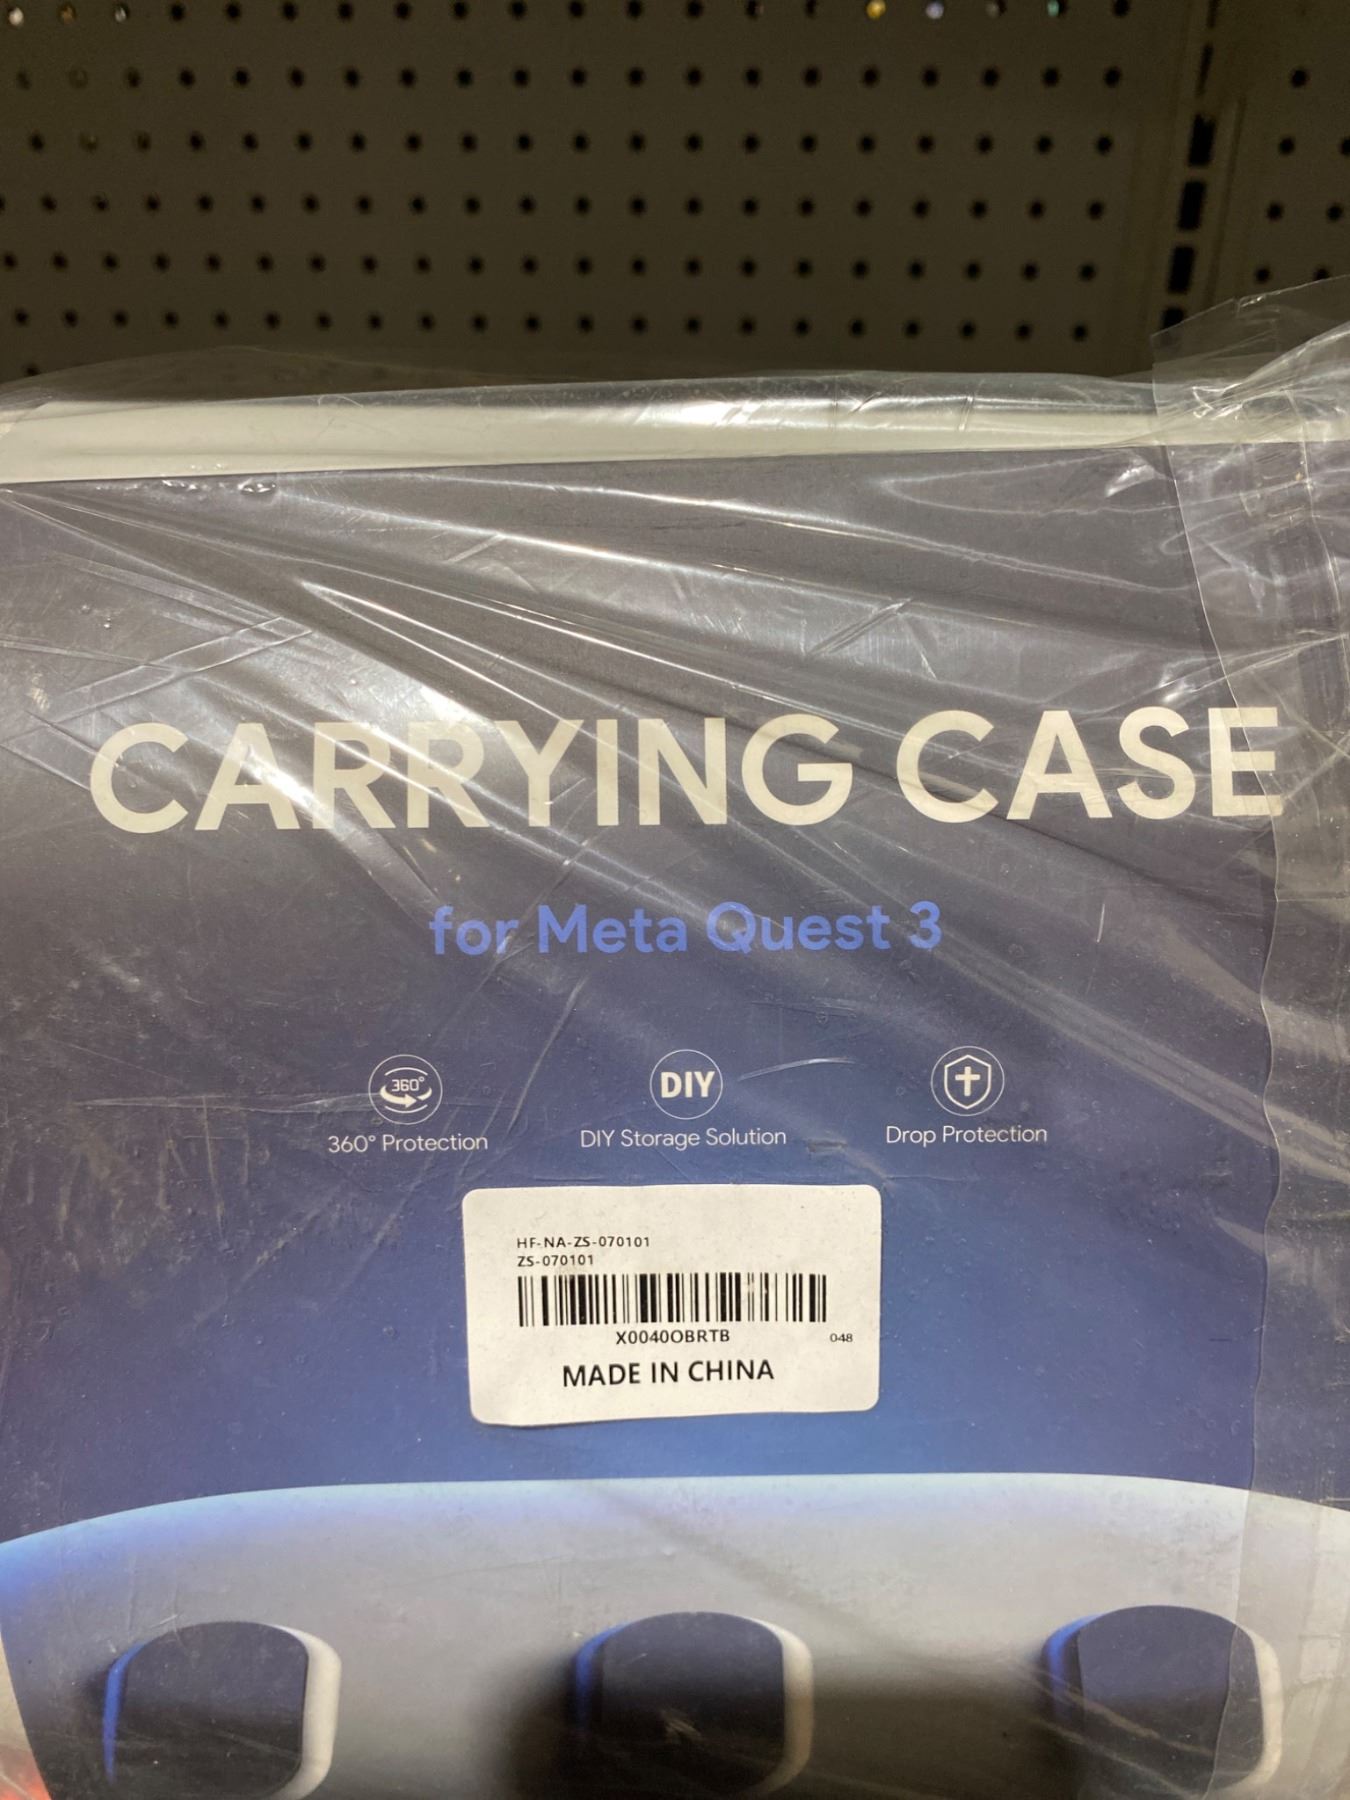 CARRYING CASE
for Meta Quest 3
360°
DIY
360° Protection
DIY Storage Solution
Drop Protection
HF-NA-ZS-070101
ZS-070101
X0040OBRTB
048
MADE IN CHINA